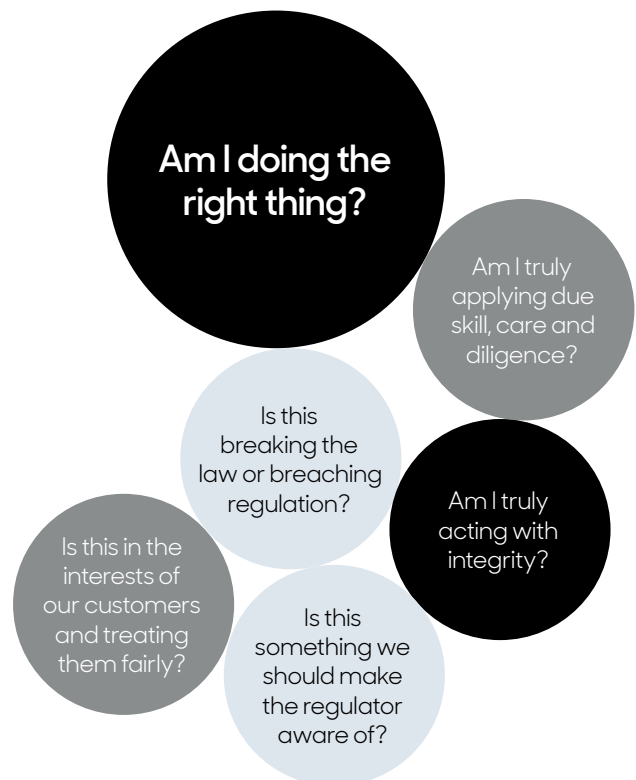 Am I doing the
right thing?
Am I truly
applying due
skill, care and
diligence?
Is this
breaking the
law or breaching
regulation?
Am I truly
acting with
integrity?
Is this in the
interests of
our customers
and treating
them fairly?
Is this
something we
should make
the regulator
aware of?